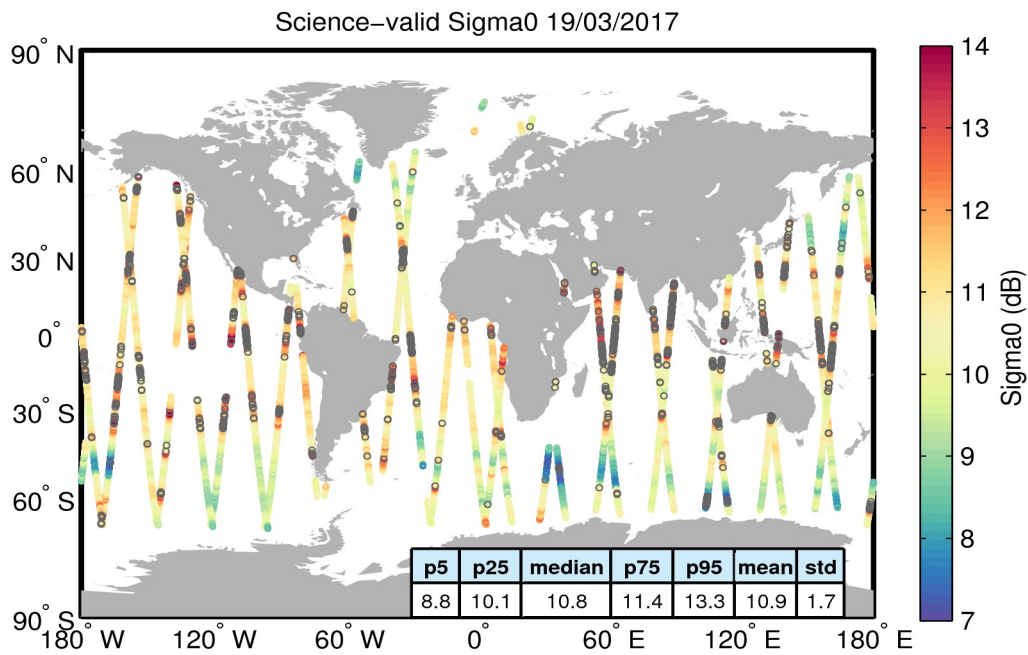 Science−valid Sigma0 19/03/2017
90° N
60° N
30° N
0°
30° S
60° S
90° S
180° W
120° W
60° W
0°
60° E
120° E
180° E
p5 p25 median p75 p95 mean std
8.8 10.1 10.8 11.4 13.3 10.9 1.7
14
13
12
11
10
9
8
7
Sigma0 (dB)